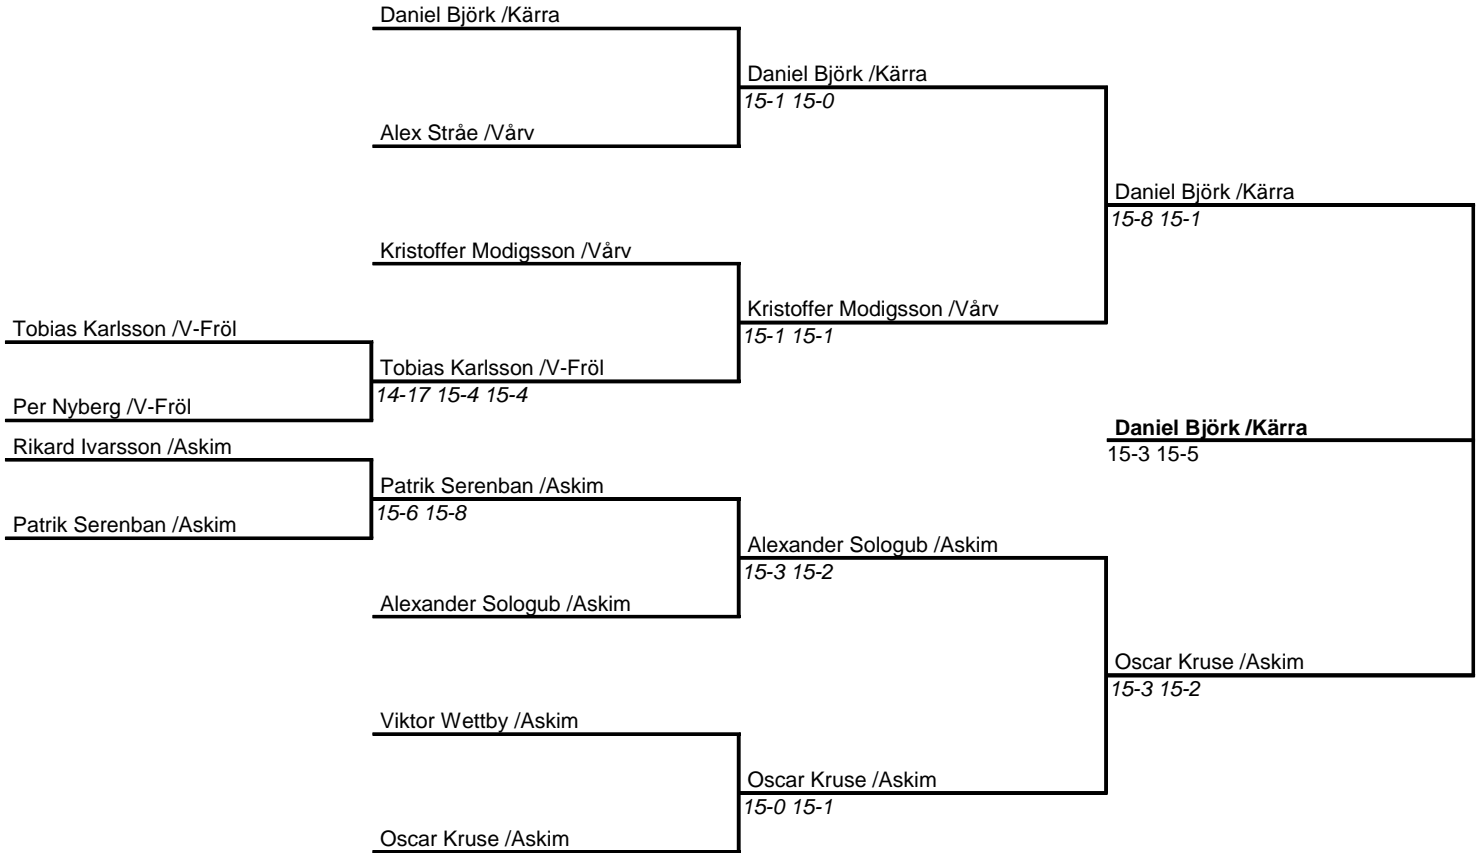 Daniel Björk /Kärra
Daniel Björk /Kärra
15-1 15-0
Alex Stråe /Vårv
Daniel Björk /Kärra
15-8 15-1
Kristoffer Modigsson /Vårv
Kristoffer Modigsson /Vårv
15-1 15-1
Tobias Karlsson /V-Fröl
Tobias Karlsson /V-Fröl
14-17 15-4 15-4
Per Nyberg /V-Fröl
Daniel Björk /Kärra
15-3 15-5
Rikard Ivarsson /Askim
Patrik Serenban /Askim
15-6 15-8
Patrik Serenban /Askim
Alexander Sologub /Askim
15-3 15-2
Alexander Sologub /Askim
Oscar Kruse /Askim
15-3 15-2
Viktor Wettby /Askim
Oscar Kruse /Askim
15-0 15-1
Oscar Kruse /Askim